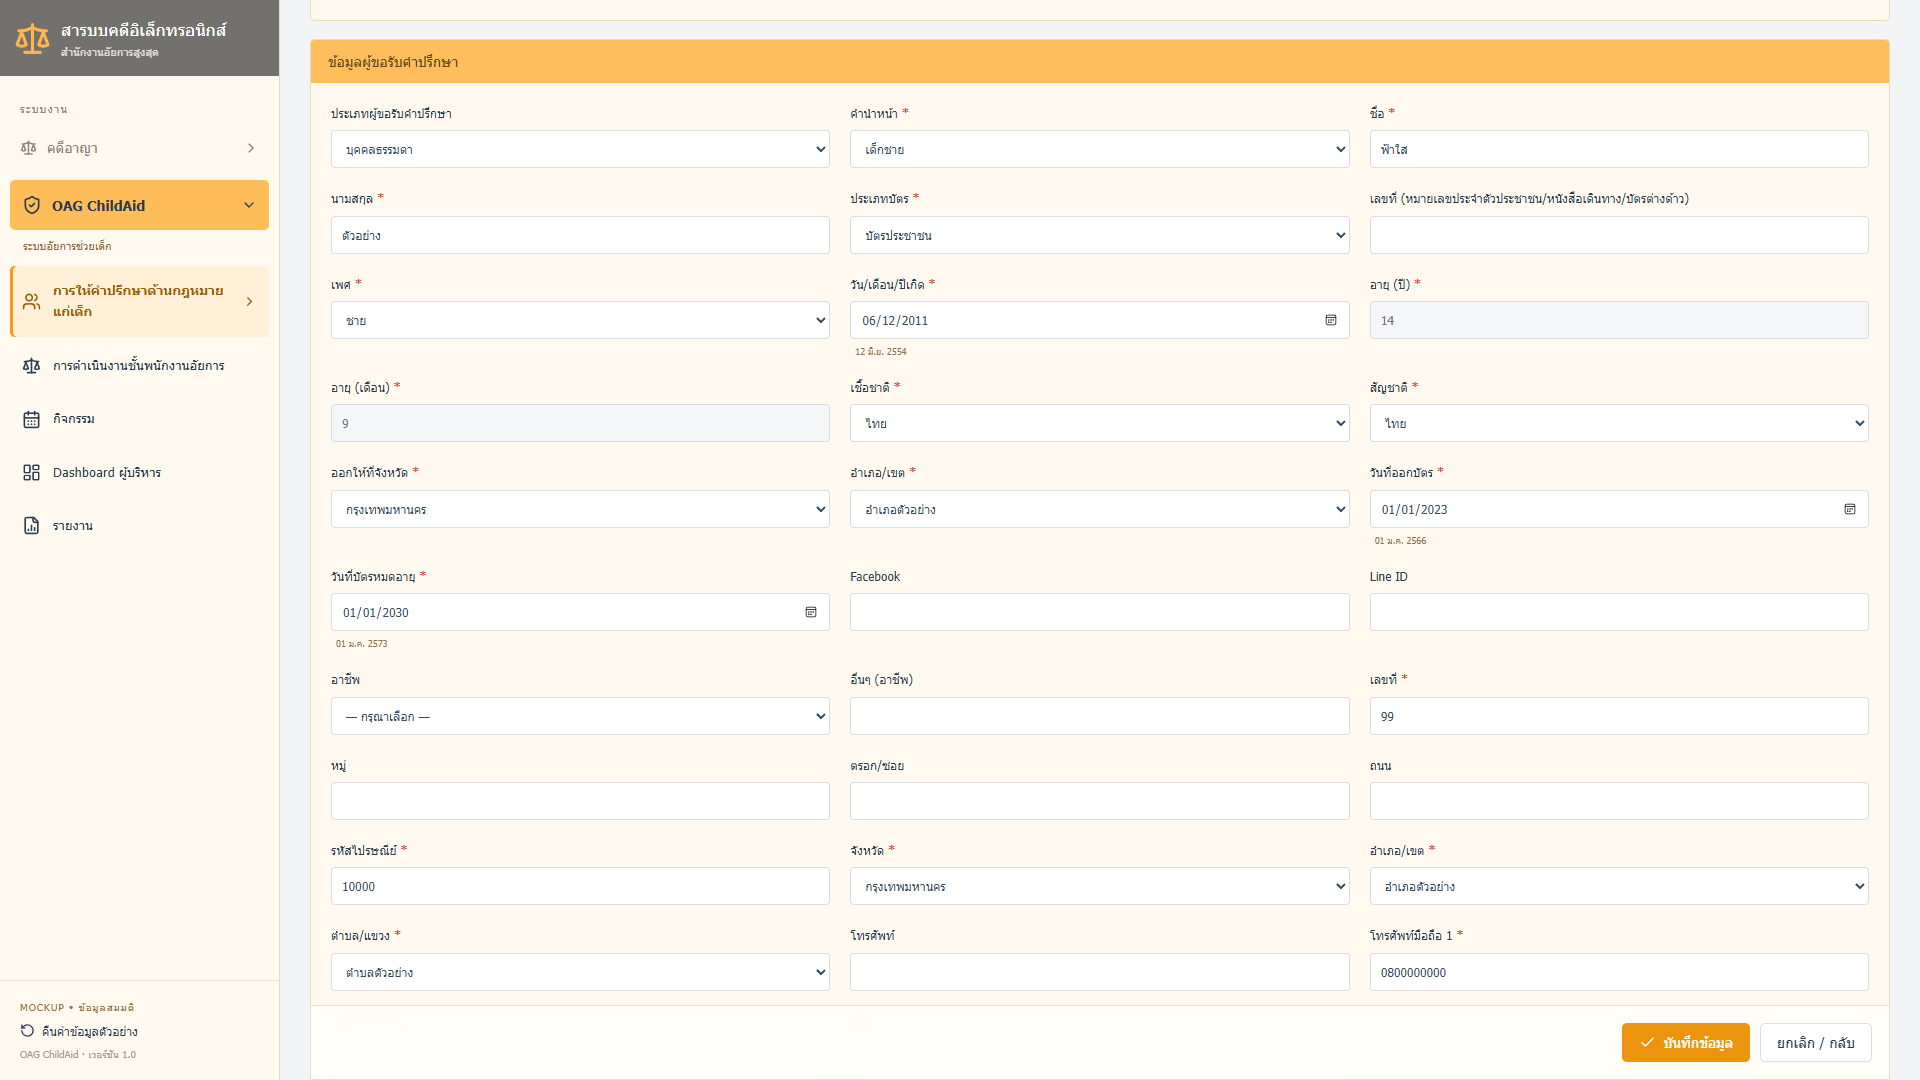 สารบบคดีอิเล็กทรอนิกส์
สำนักงานอัยการสูงสุด
ระบบงาน
คดีอาญา
OAG ChildAid
ระบบอัยการช่วยเด็ก
การให้คำปรึกษาด้านกฎหมาย
แก่เด็ก
การดำเนินงานชั้นพนักงานอัยการ
กิจกรรม
Dashboard ผู้บริหาร
รายงาน
MOCKUP • ข้อมูลสมมติ
คืนค่าข้อมูลตัวอย่าง
OAG ChildAid · เวอร์ชัน 1.0
ข้อมูลผู้ขอรับคำปรึกษา
ประเภทผู้ขอรับคำปรึกษา
คำนำหน้า *
ชื่อ *
บุคคลธรรมดา
เด็กชาย
ฟ้าใส
นามสกุล *
ประเภทบัตร *
เลขที่ (หมายเลขประจำตัวประชาชน/หนังสือเดินทาง/บัตรต่างด้าว)
ตัวอย่าง
บัตรประชาชน
เพศ *
วัน/เดือน/ปีเกิด *
อายุ (ปี) *
ชาย
06/12/2011
14
12 มิ.ย. 2554
อายุ (เดือน) *
เชื้อชาติ *
สัญชาติ *
9
ไทย
ไทย
ออกให้ที่จังหวัด *
อำเภอ/เขต *
วันที่ออกบัตร *
กรุงเทพมหานคร
อำเภอตัวอย่าง
01/01/2023
01 ม.ค. 2566
วันที่บัตรหมดอายุ *
Facebook
Line ID
01/01/2030
01 ม.ค. 2573
อาชีพ
อื่นๆ (อาชีพ)
เลขที่ *
— กรุณาเลือก —
99
หมู่
ตรอก/ซอย
ถนน
รหัสไปรษณีย์ *
จังหวัด *
อำเภอ/เขต *
10000
กรุงเทพมหานคร
อำเภอตัวอย่าง
ตำบล/แขวง *
โทรศัพท์
โทรศัพท์มือถือ 1 *
ตำบลตัวอย่าง
0800000000
บันทึกข้อมูล
ยกเลิก / กลับ